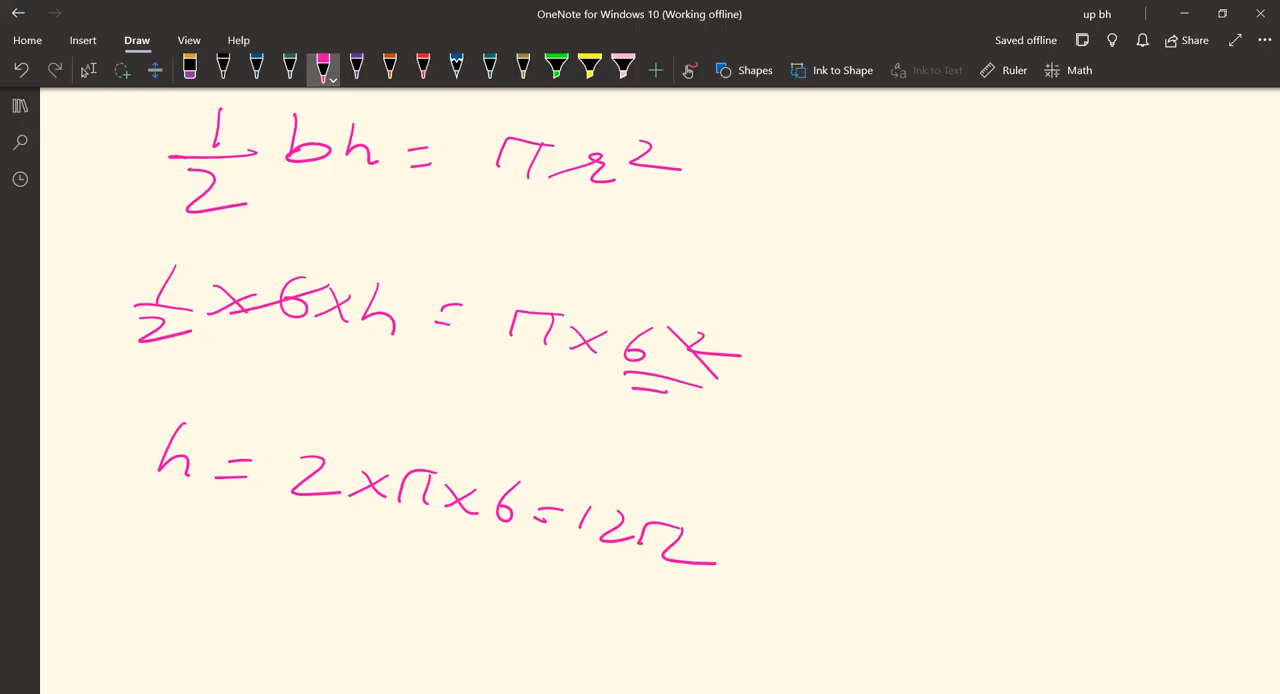 OneNote for Windows 10 (Working offline)
up bh
Home Insert Draw View Help
Saved offline
Share
Shapes
Ink to Shape
Ink to Text
Ruler
Math
1/2 bh = πr²
1/2 × 6 × h = π × 6²
h = 2 × π × 6 = 12π